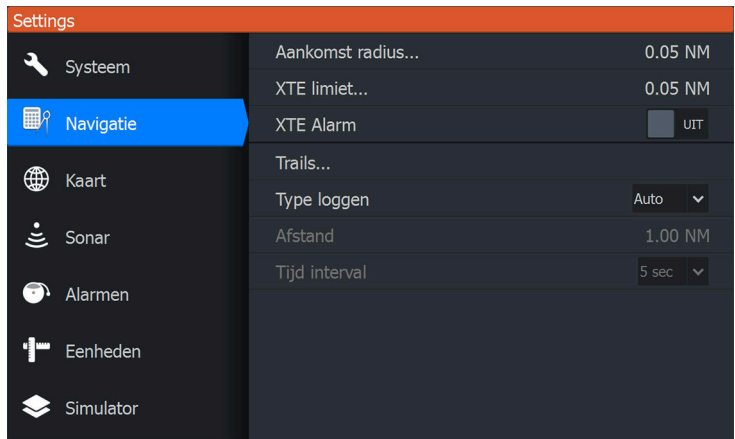 Settings
Systeem
Navigatie
Kaart
Sonar
Alarmen
Eenheden
Simulator
Aankomst radius... 0.05 NM
XTE limiet... 0.05 NM
XTE Alarm UIT
Trails...
Type loggen Auto
Afstand 1.00 NM
Tijd interval 5 sec